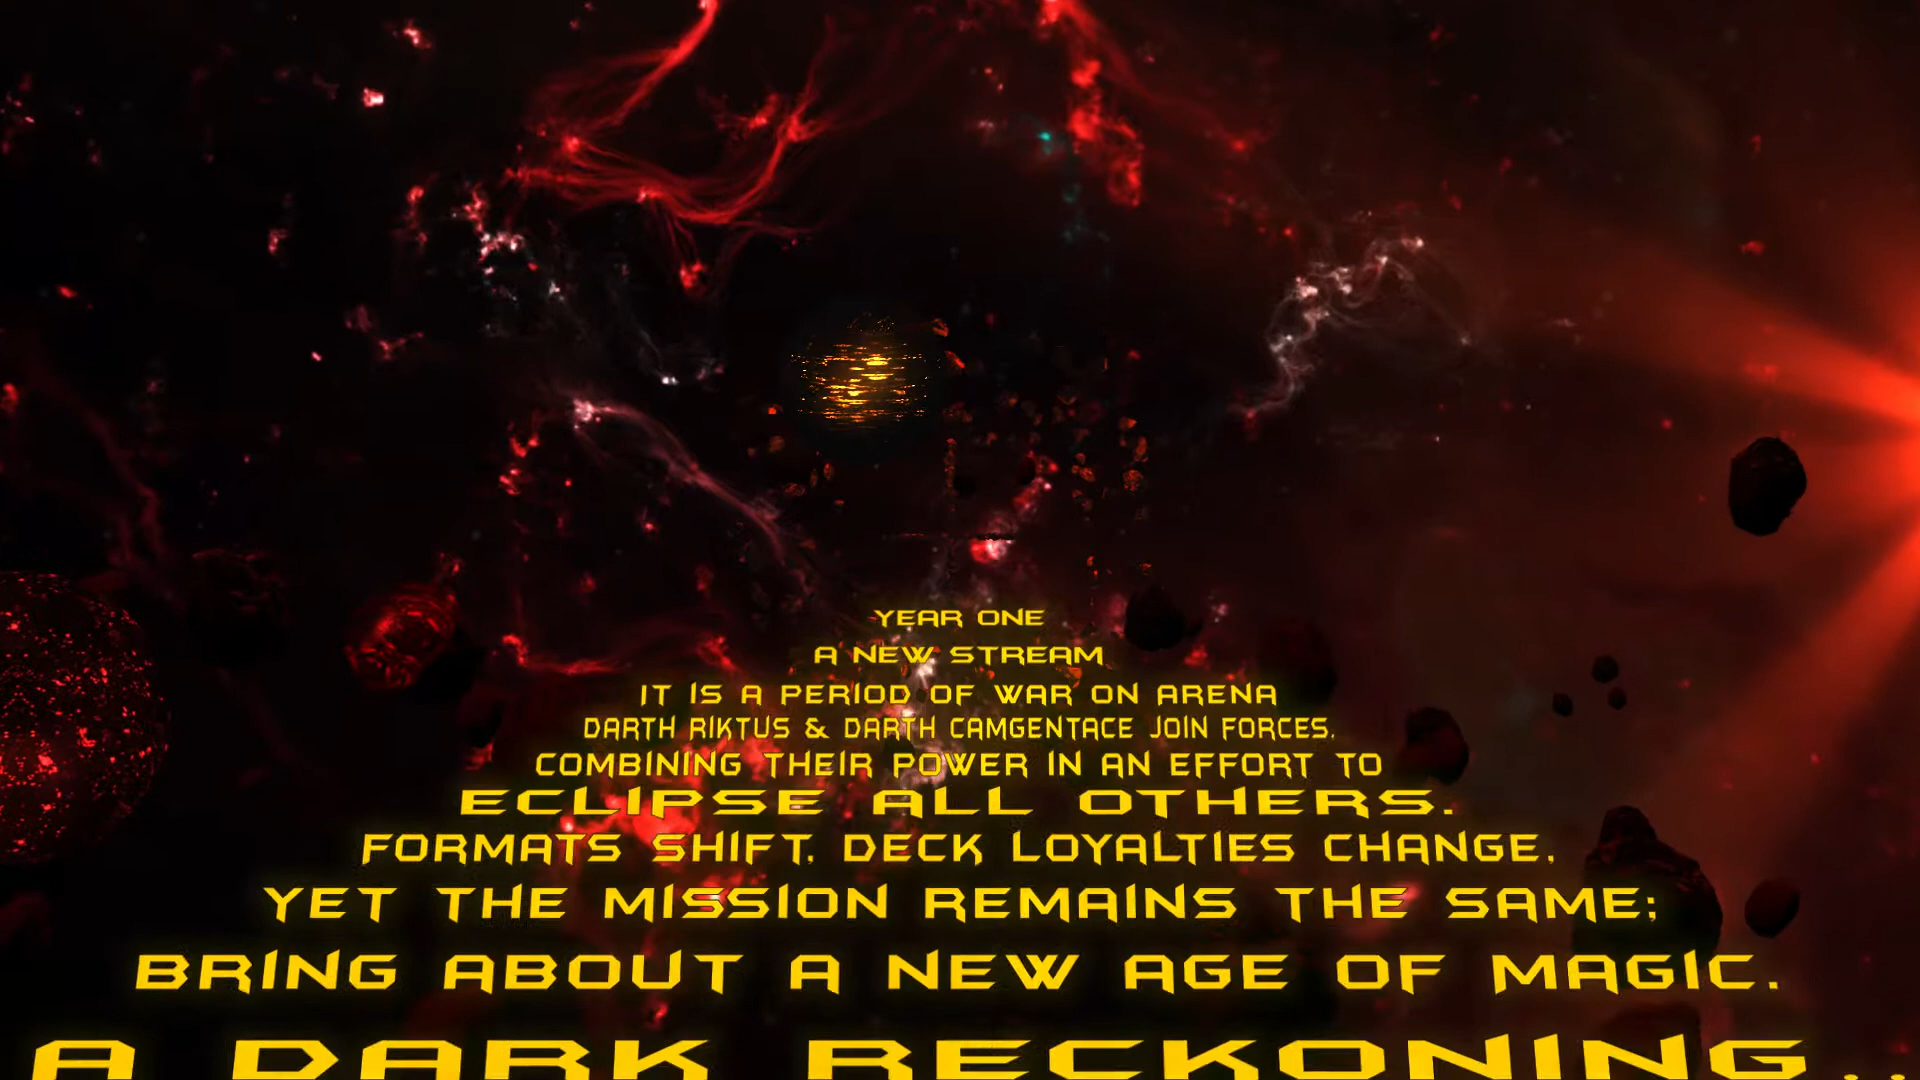 YEAR ONE
A NEW STREAM
IT IS A PERIOD OF WAR ON ARENA
DARTH RIKTUS & DARTH CAMGENTACE JOIN FORCES,
COMBINING THEIR POWER IN AN EFFORT TO
ECLIPSE ALL OTHERS.
FORMATS SHIFT, DECK LOYALTIES CHANGE,
YET THE MISSION REMAINS THE SAME;
BRING ABOUT A NEW AGE OF MAGIC.
A DARK RECKONING..